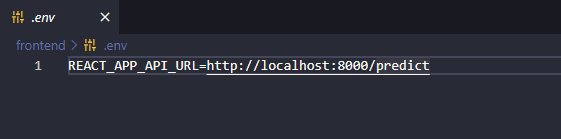 .env
frontend > .env
1 REACT_APP_API_URL=http://localhost:8000/predict